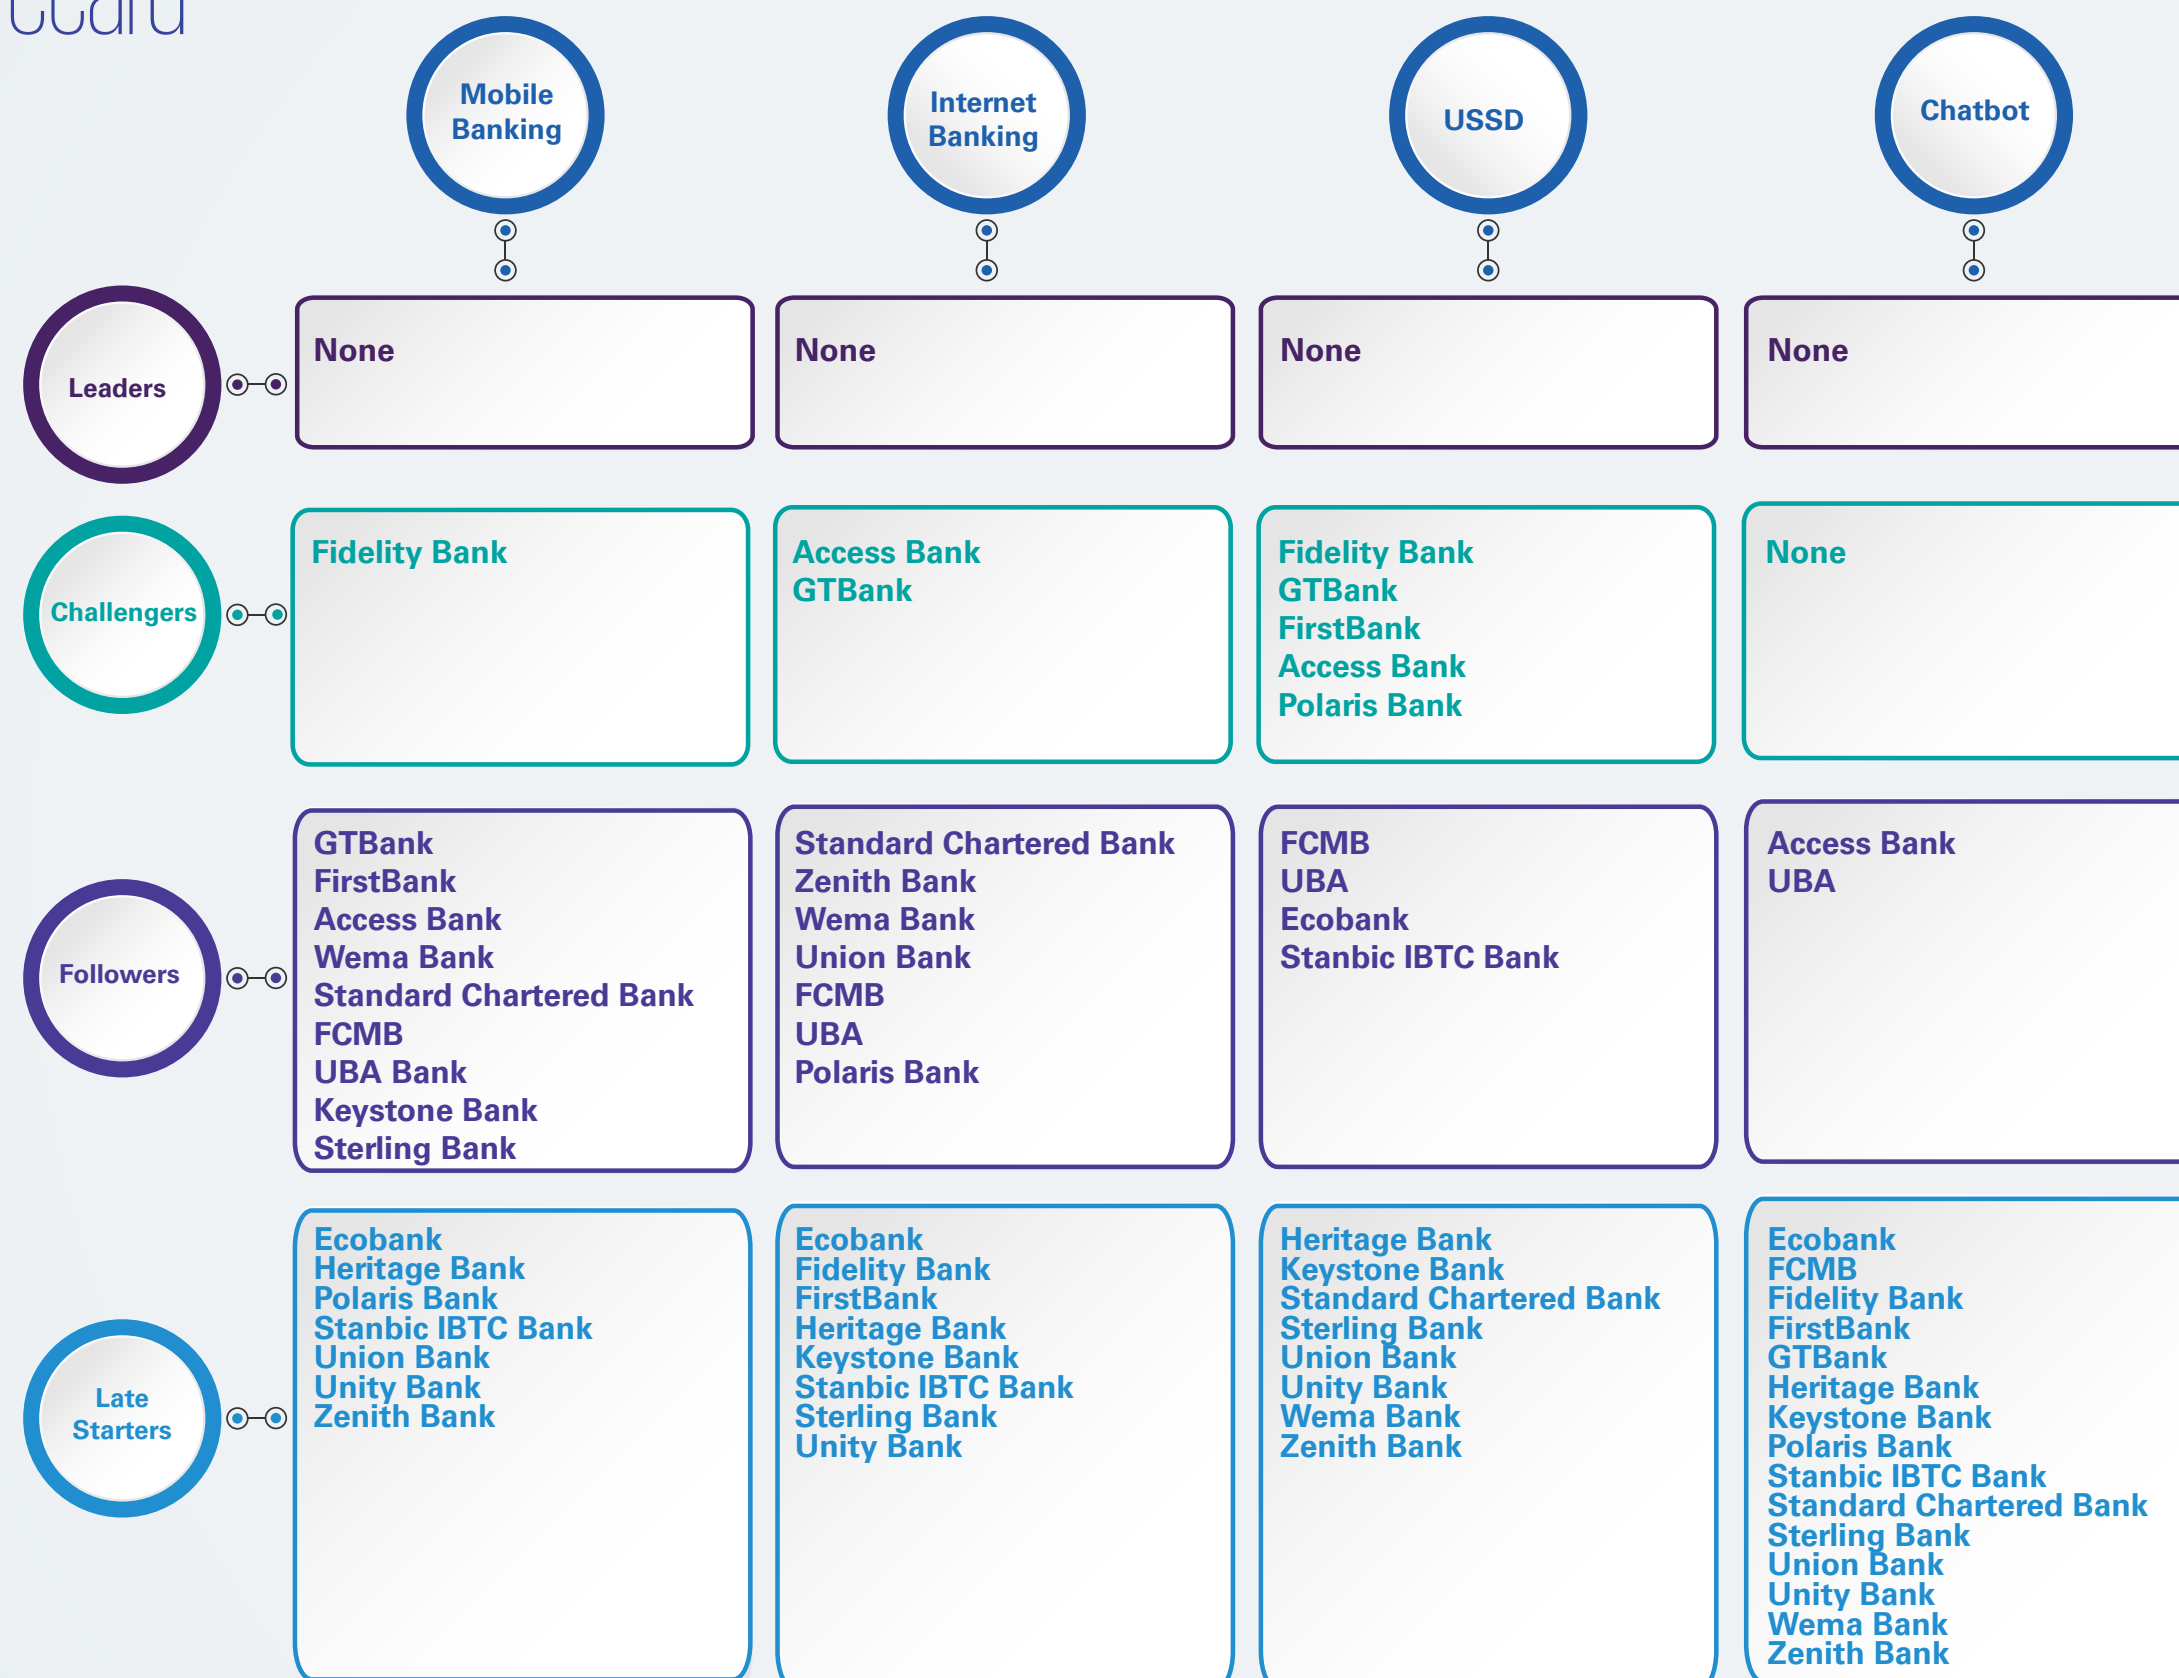 Mobile
Banking
Internet
Banking
USSD
Chatbot
Leaders
None
None
None
None
Challengers
Fidelity Bank
Access Bank
GTBank
Fidelity Bank
GTBank
FirstBank
Access Bank
Polaris Bank
None
Followers
GTBank
FirstBank
Access Bank
Wema Bank
Standard Chartered Bank
FCMB
UBA Bank
Keystone Bank
Sterling Bank
Standard Chartered Bank
Zenith Bank
Wema Bank
Union Bank
FCMB
UBA
Polaris Bank
FCMB
UBA
Ecobank
Stanbic IBTC Bank
Access Bank
UBA
Late
Starters
Ecobank
Heritage Bank
Polaris Bank
Stanbic IBTC Bank
Union Bank
Unity Bank
Zenith Bank
Ecobank
Fidelity Bank
FirstBank
Heritage Bank
Keystone Bank
Stanbic IBTC Bank
Sterling Bank
Unity Bank
Heritage Bank
Keystone Bank
Standard Chartered Bank
Sterling Bank
Union Bank
Unity Bank
Wema Bank
Zenith Bank
Ecobank
FCMB
Fidelity Bank
FirstBank
GTBank
Heritage Bank
Keystone Bank
Polaris Bank
Stanbic IBTC Bank
Standard Chartered Bank
Sterling Bank
Union Bank
Unity Bank
Wema Bank
Zenith Bank